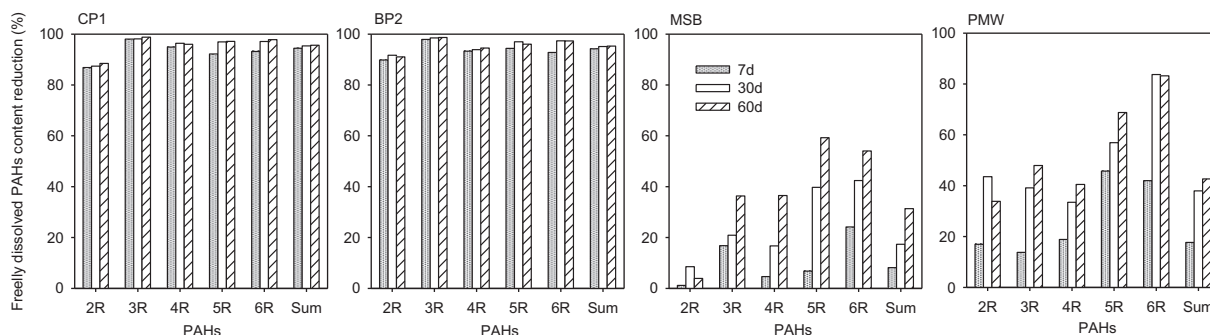 CP1
BP2
MSB
PMW
Freelly dissolved PAHs content reduction (%)
100
80
60
40
20
0
2R 3R 4R 5R 6R Sum
PAHs
100
80
60
40
20
0
2R 3R 4R 5R 6R Sum
PAHs
100
80
60
40
20
0
7d
30d
60d
2R 3R 4R 5R 6R Sum
PAHs
100
80
60
40
20
0
2R 3R 4R 5R 6R Sum
PAHs